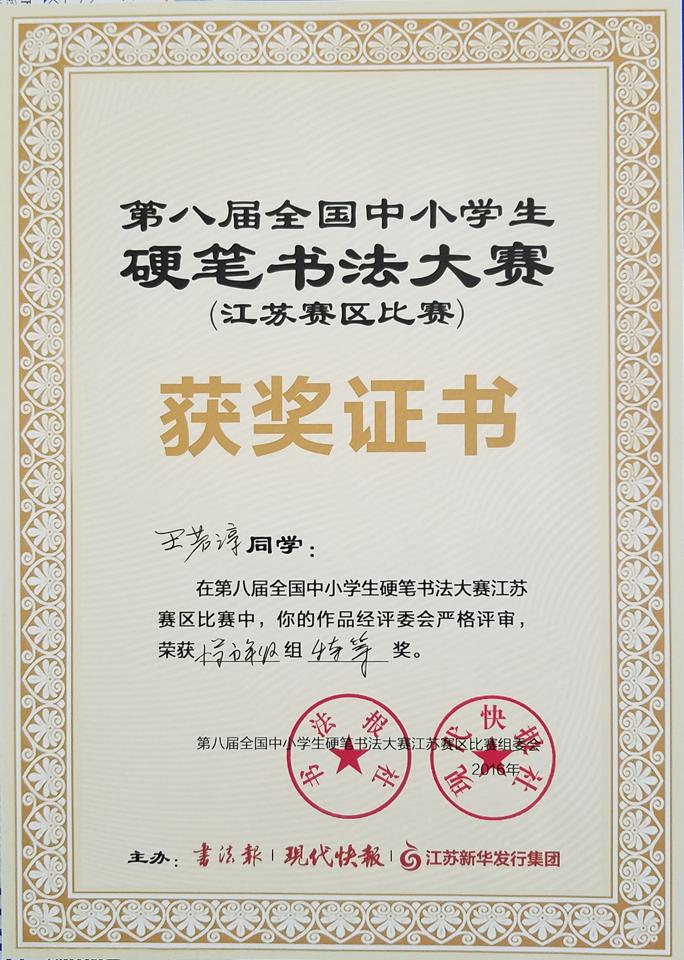 第八届全国中小学生
硬笔书法大赛
(江苏赛区比赛)
获奖证书
王若淳同学：
在第八届全国中小学生硬笔书法大赛江苏
赛区比赛中，你的作品经评委会严格评审，
荣获 组 特等 奖。
书法报社
现代快报社
第八届全国中小学生硬笔书法大赛江苏赛区比赛组委会
2016年
主办：书法報 | 现代快報 | 江苏新华发行集团